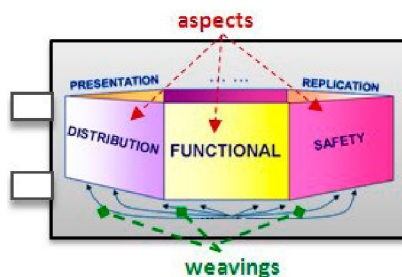 aspects
PRESENTATION ... ... REPLICATION
DISTRIBUTION FUNCTIONAL SAFETY
weavings